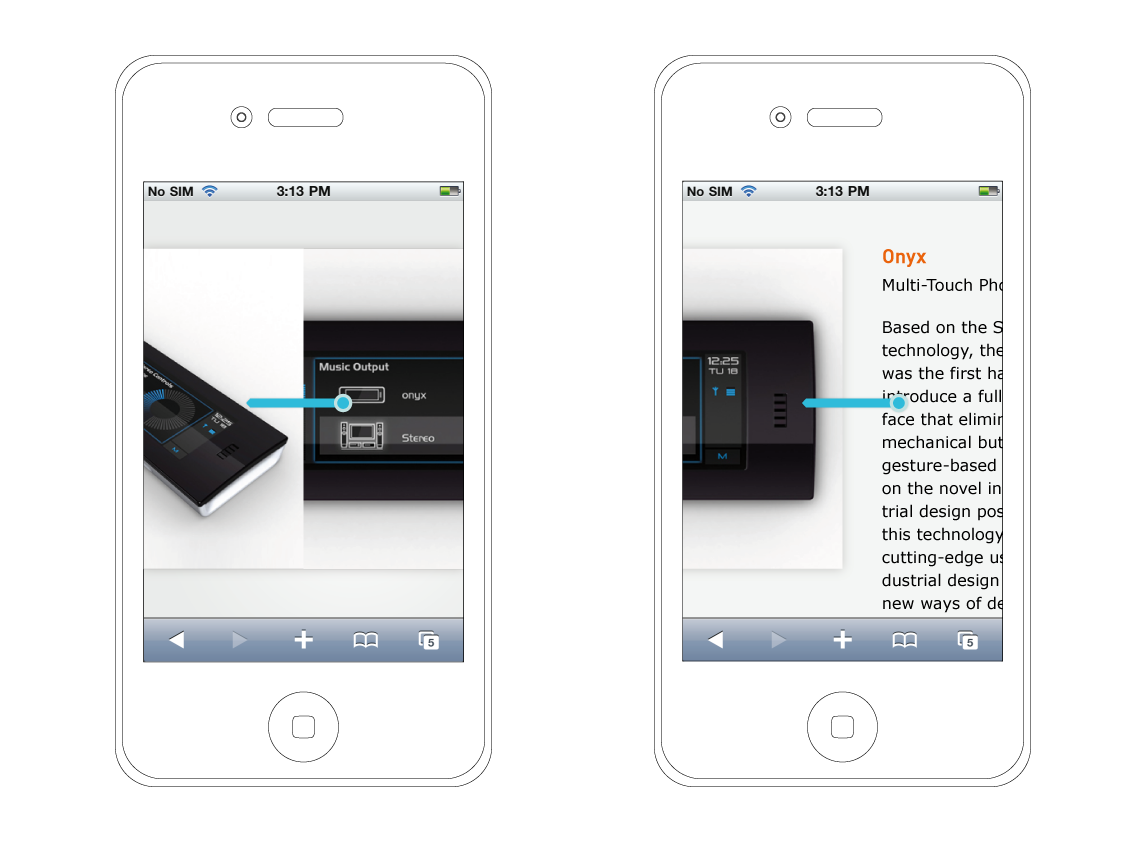 No SIM 3:13 PM
Stereo Controls
12:25
TU 18
M
Music Output
onyx
Stereo
5
No SIM 3:13 PM
12:25
TU 18
M
Onyx
Multi-Touch Pho
Based on the S
technology, the
was the first ha
introduce a full
face that elimin
mechanical but
gesture-based
on the novel in
trial design pos
this technology
cutting-edge us
dustrial design
new ways of de
5